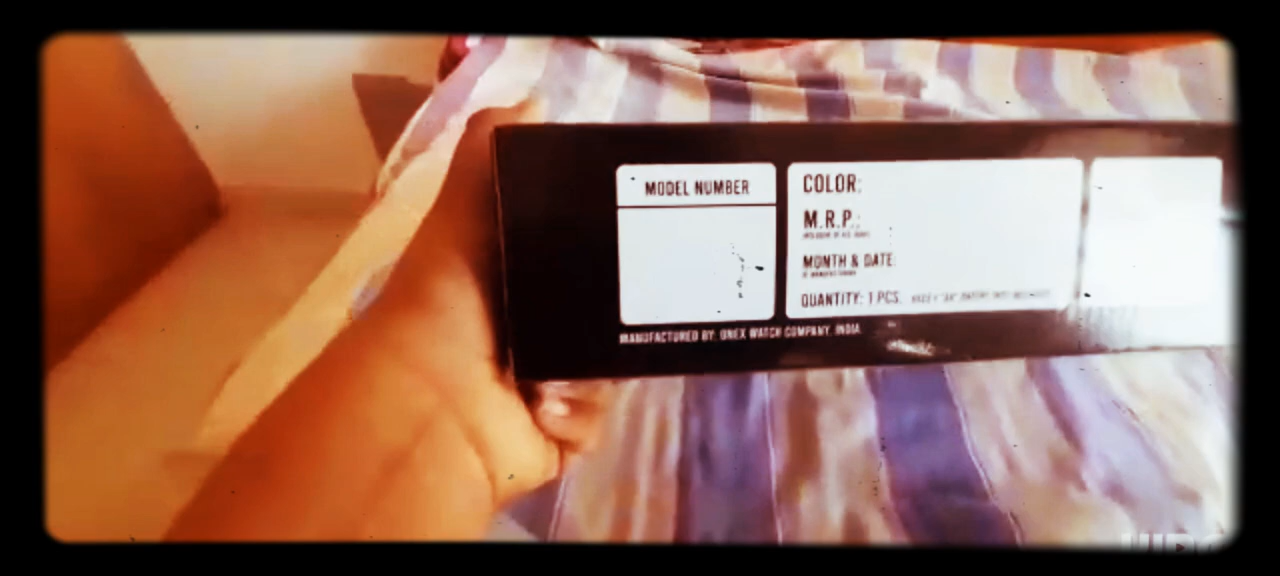 MODEL NUMBER
COLOR:
M.R.P.:
MONTH & DATE:
QUANTITY: 1 PCS.
MANUFACTURED BY: ONEX WATCH COMPANY, INDIA